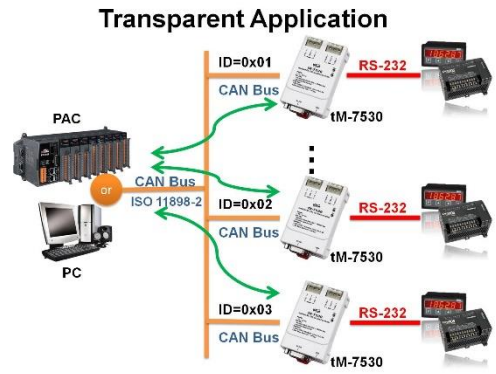 Transparent Application
ID=0x01
CAN Bus
RS-232
tM-7530
PAC
or
CAN Bus
ISO 11898-2
PC
ID=0x02
CAN Bus
RS-232
tM-7530
ID=0x03
CAN Bus
RS-232
tM-7530